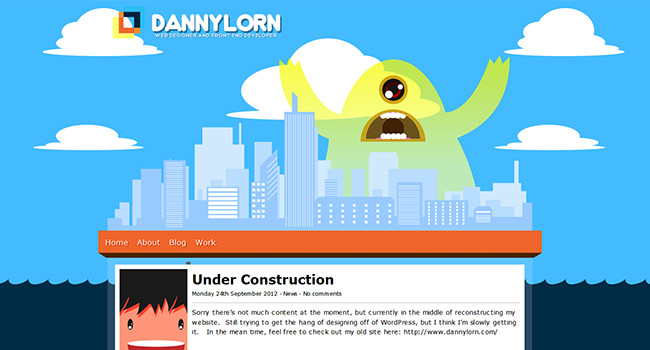 DANNYLORN
WEB DESIGNER AND FRONT END DEVELOPER
Home About Blog Work
Under Construction
Monday 24th September 2012 - News - No comments
Sorry there's not much content at the moment, but currently in the middle of reconstructing my
website. Still trying to get the hang of designing off of WordPress, but I think I'm slowly getting
it. In the mean time, feel free to check out my old site here: http://www.dannylorn.com/